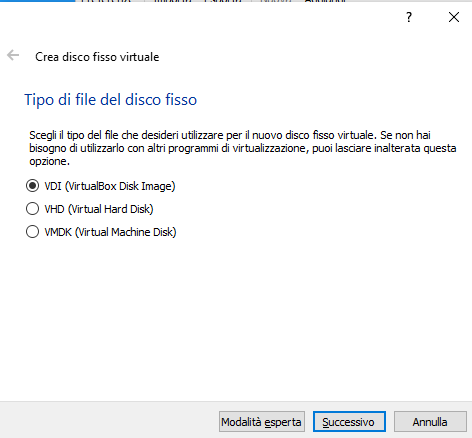 ?
Crea disco fisso virtuale
Tipo di file del disco fisso
Scegli il tipo del file che desideri utilizzare per il nuovo disco fisso virtuale. Se non hai
bisogno di utilizzarlo con altri programmi di virtualizzazione, puoi lasciare inalterata questa
opzione.
VDI (VirtualBox Disk Image)
VHD (Virtual Hard Disk)
VMDK (Virtual Machine Disk)
Modalità esperta Successivo Annulla